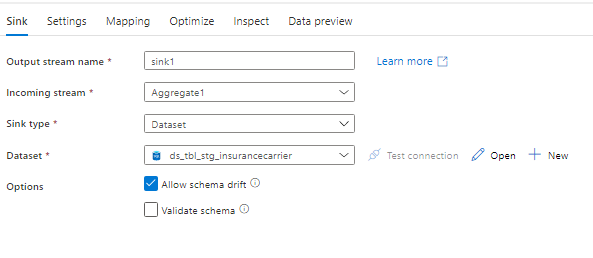 Sink Settings Mapping Optimize Inspect Data preview
Output stream name * sink1 Learn more
Incoming stream * Aggregate1
Sink type * Dataset
Dataset * ds_tbl_stg_insurancecarrier Test connection Open New
Options Allow schema drift
Validate schema